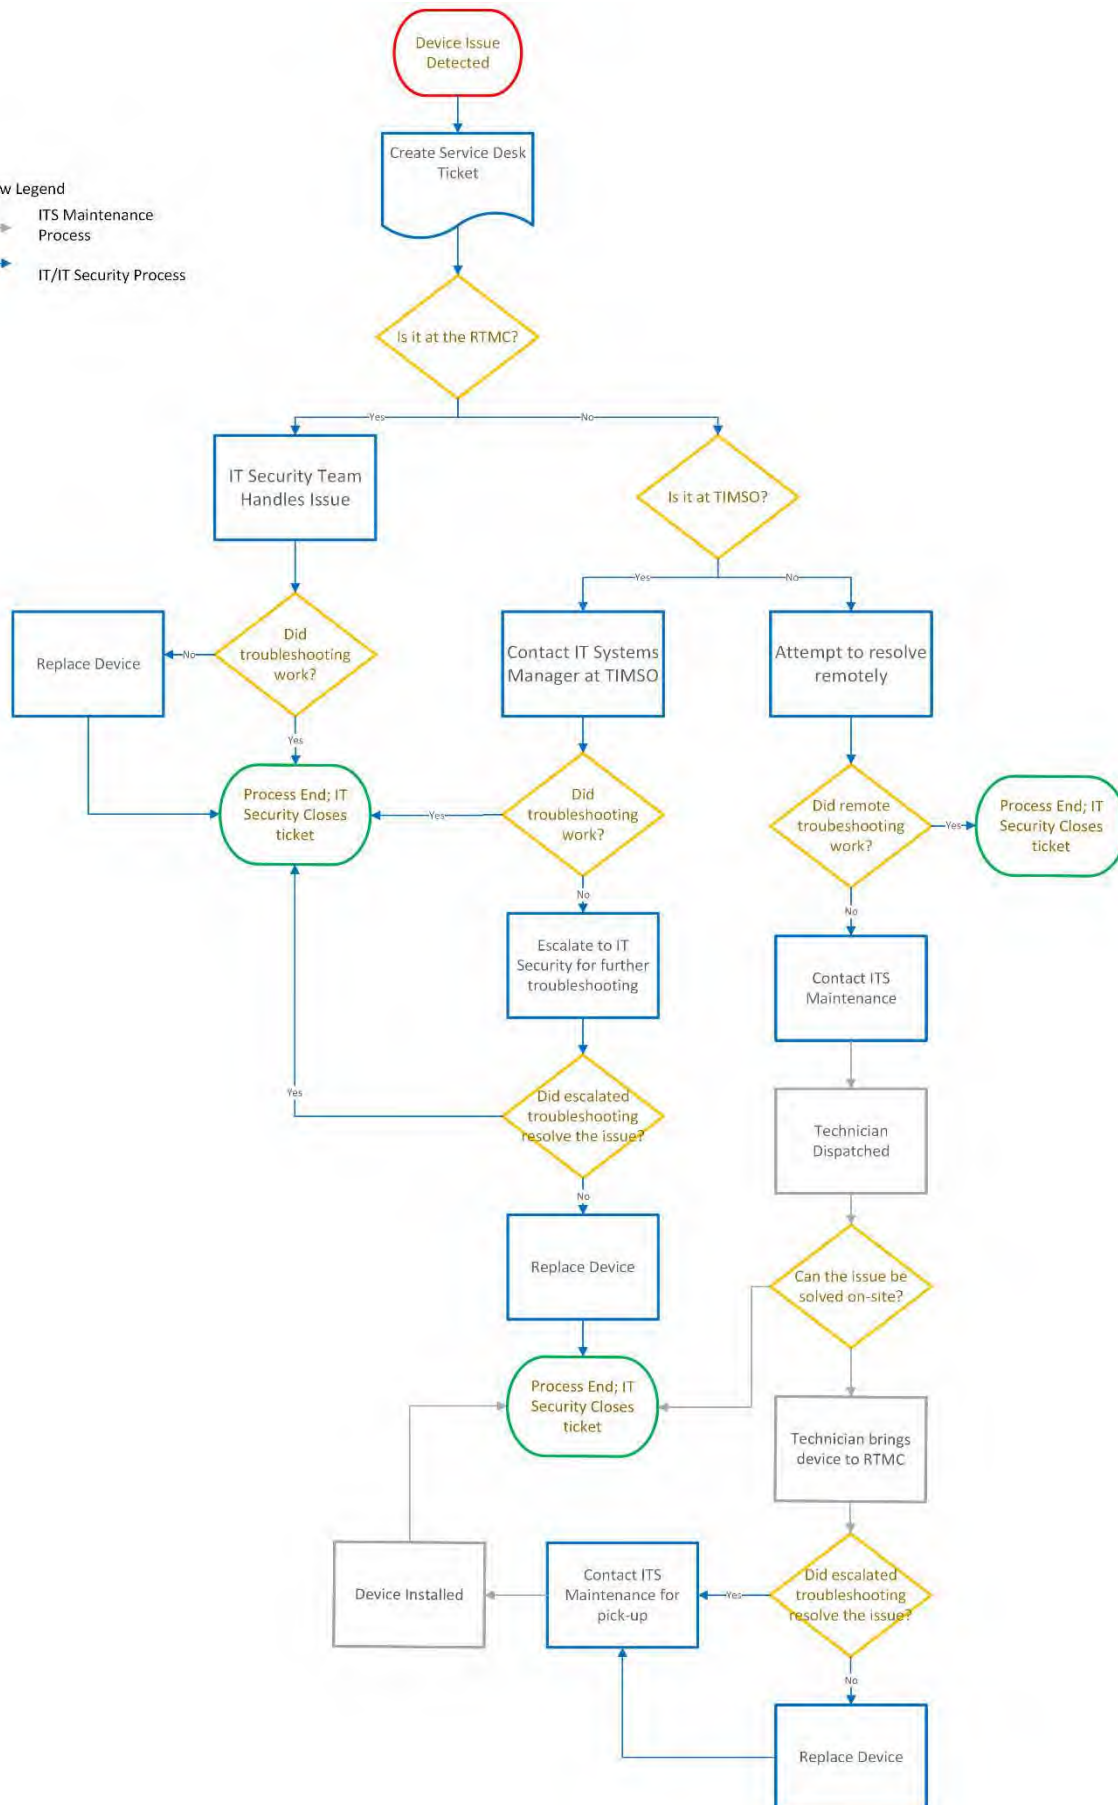 Device Issue
Detected
Create Service Desk
Ticket
w Legend
ITS Maintenance
Process
IT/IT Security Process
Is it at the RTMC?
Yes
No
IT Security Team
Handles Issue
Is it at TIMSO?
Yes
No
Replace Device
No
Did
troubleshooting
work?
Contact IT Systems
Manager at TIMSO
Attempt to resolve
remotely
Yes
Process End; IT
Security Closes
ticket
Yes
Did
troubleshooting
work?
Did remote
troubeshooting
work?
Yes
Process End; IT
Security Closes
ticket
No
No
Escalate to IT
Security for further
troubleshooting
Contact ITS
Maintenance
Yes
Did escalated
troubleshooting
resolve the issue?
Technician
Dispatched
No
Replace Device
Can the issue be
solved on-site?
Process End; IT
Security Closes
ticket
Technician brings
device to RTMC
Device Installed
Contact ITS
Maintenance for
pick-up
Yes
Did escalated
troubleshooting
resolve the issue?
No
Replace Device